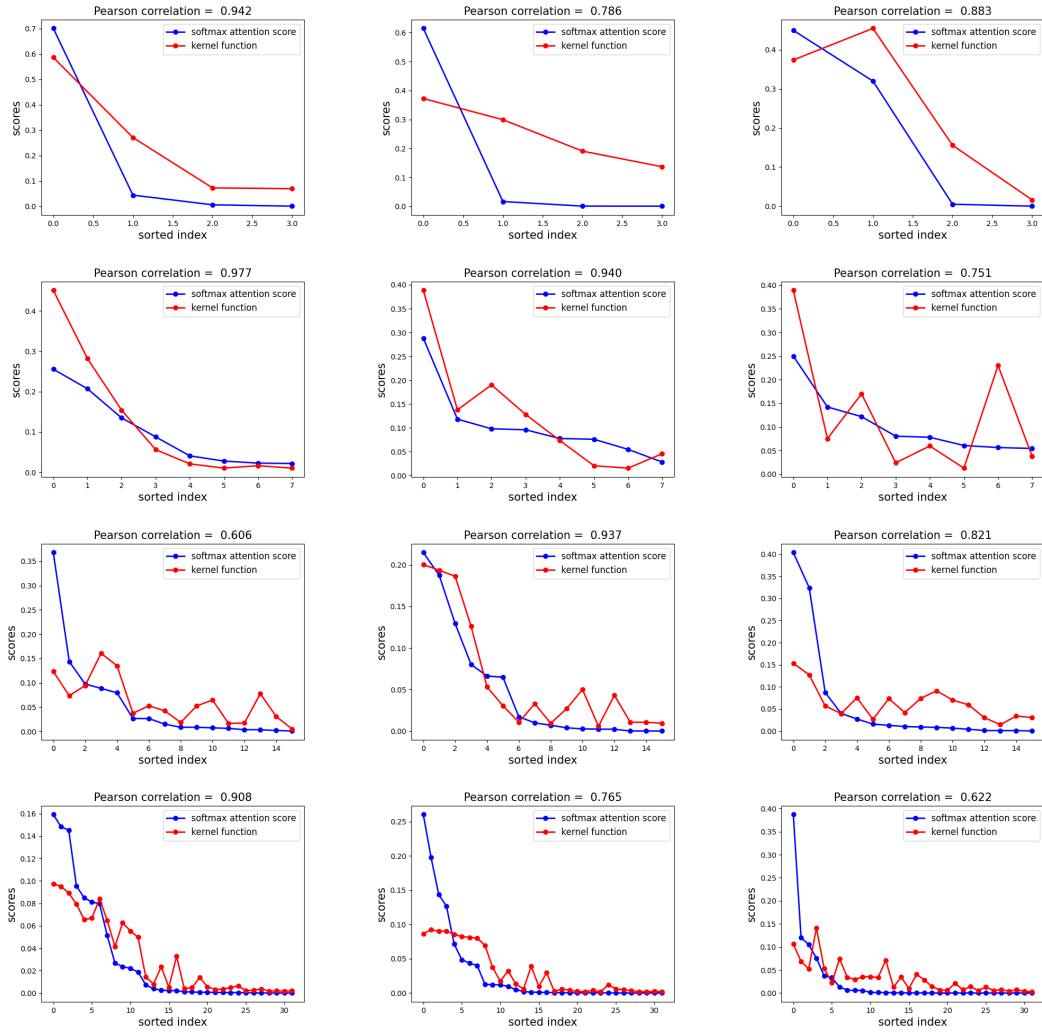 Pearson correlation =  0.942
0.7
0.6
0.5
0.4
0.3
0.2
0.1
0.0
scores
softmax attention score
kernel function
0.0 0.5 1.0 1.5 2.0 2.5 3.0
sorted index
Pearson correlation =  0.786
0.6
0.5
0.4
0.3
0.2
0.1
0.0
scores
softmax attention score
kernel function
0.0 0.5 1.0 1.5 2.0 2.5 3.0
sorted index
Pearson correlation =  0.883
0.4
0.3
0.2
0.1
0.0
scores
softmax attention score
kernel function
0.0 0.5 1.0 1.5 2.0 2.5 3.0
sorted index
Pearson correlation =  0.977
0.4
0.3
0.2
0.1
0.0
scores
softmax attention score
kernel function
0 1 2 3 4 5 6 7
sorted index
Pearson correlation =  0.940
0.40
0.35
0.30
0.25
0.20
0.15
0.10
0.05
0.00
scores
softmax attention score
kernel function
0 1 2 3 4 5 6 7
sorted index
Pearson correlation =  0.751
0.40
0.35
0.30
0.25
0.20
0.15
0.10
0.05
0.00
scores
softmax attention score
kernel function
0 1 2 3 4 5 6 7
sorted index
Pearson correlation =  0.606
0.35
0.30
0.25
0.20
0.15
0.10
0.05
0.00
scores
softmax attention score
kernel function
0 2 4 6 8 10 12 14
sorted index
Pearson correlation =  0.937
0.20
0.15
0.10
0.05
0.00
scores
softmax attention score
kernel function
0 2 4 6 8 10 12 14
sorted index
Pearson correlation =  0.821
0.40
0.35
0.30
0.25
0.20
0.15
0.10
0.05
0.00
scores
softmax attention score
kernel function
0 2 4 6 8 10 12 14
sorted index
Pearson correlation =  0.908
0.16
0.14
0.12
0.10
0.08
0.06
0.04
0.02
0.00
scores
softmax attention score
kernel function
0 5 10 15 20 25 30
sorted index
Pearson correlation =  0.765
0.25
0.20
0.15
0.10
0.05
0.00
scores
softmax attention score
kernel function
0 5 10 15 20 25 30
sorted index
Pearson correlation =  0.622
0.40
0.35
0.30
0.25
0.20
0.15
0.10
0.05
0.00
scores
softmax attention score
kernel function
0 5 10 15 20 25 30
sorted index